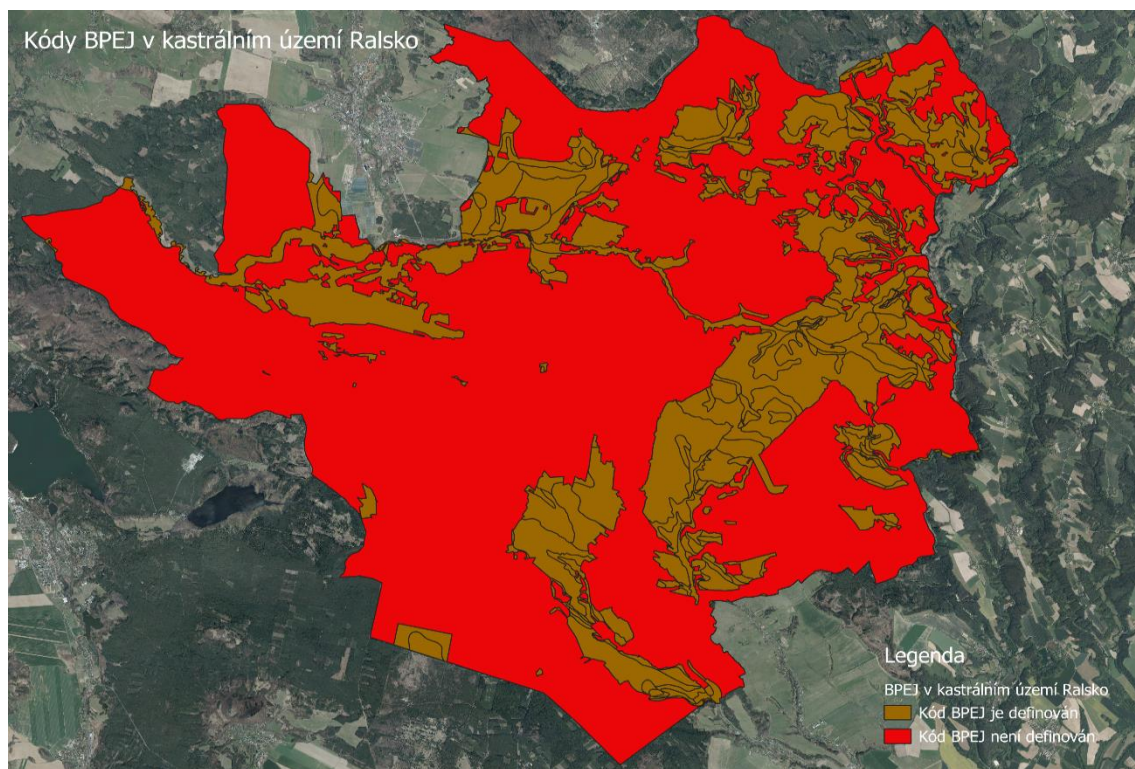 Kódy BPEJ v kastrálním území Ralsko
Legenda
BPEJ v kastrálním území Ralsko
Kód BPEJ je definován
Kód BPEJ není definován